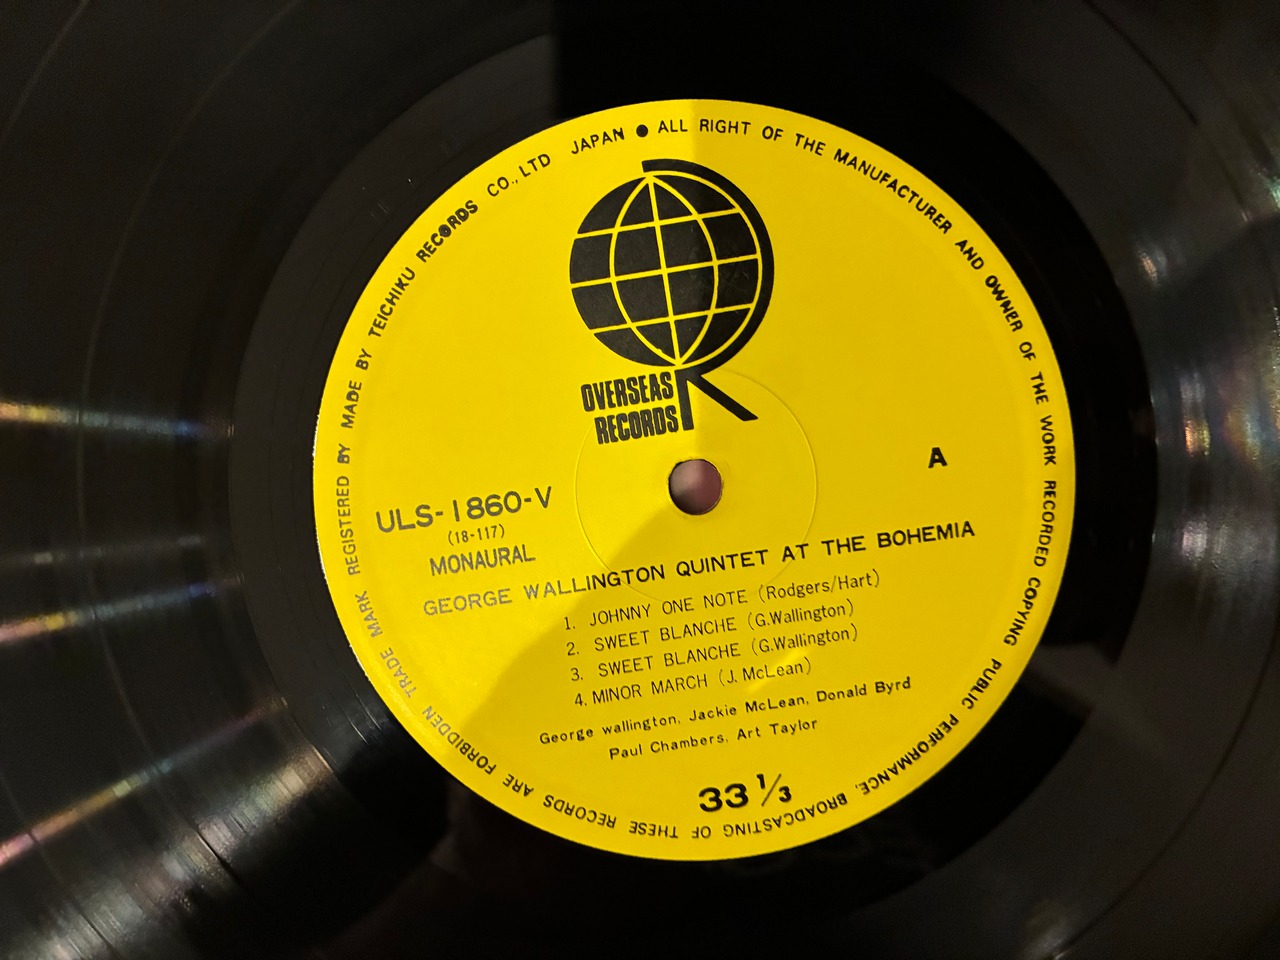 TRADE MARK REGISTERED BY MADE BY TEICHIKU RECORDS CO., LTD JAPAN ● ALL RIGHT OF THE MANUFACTURER AND OWNER OF THE WORK RECORDED COPYING PUBLIC PERFORMANCE, BROADCASTING OF THESE RECORDS ARE FORBIDDEN
OVERSEAS
RECORDS
A
ULS-1860-V
(18-117)
MONAURAL
GEORGE WALLINGTON QUINTET AT THE BOHEMIA
1. JOHNNY ONE NOTE (Rodgers/Hart)
2. SWEET BLANCHE (G.Wallington)
3. SWEET BLANCHE (G.Wallington)
4. MINOR MARCH (J. McLean)
George wallington, Jackie McLean, Donald Byrd
Paul Chambers, Art Taylor
33 1/3